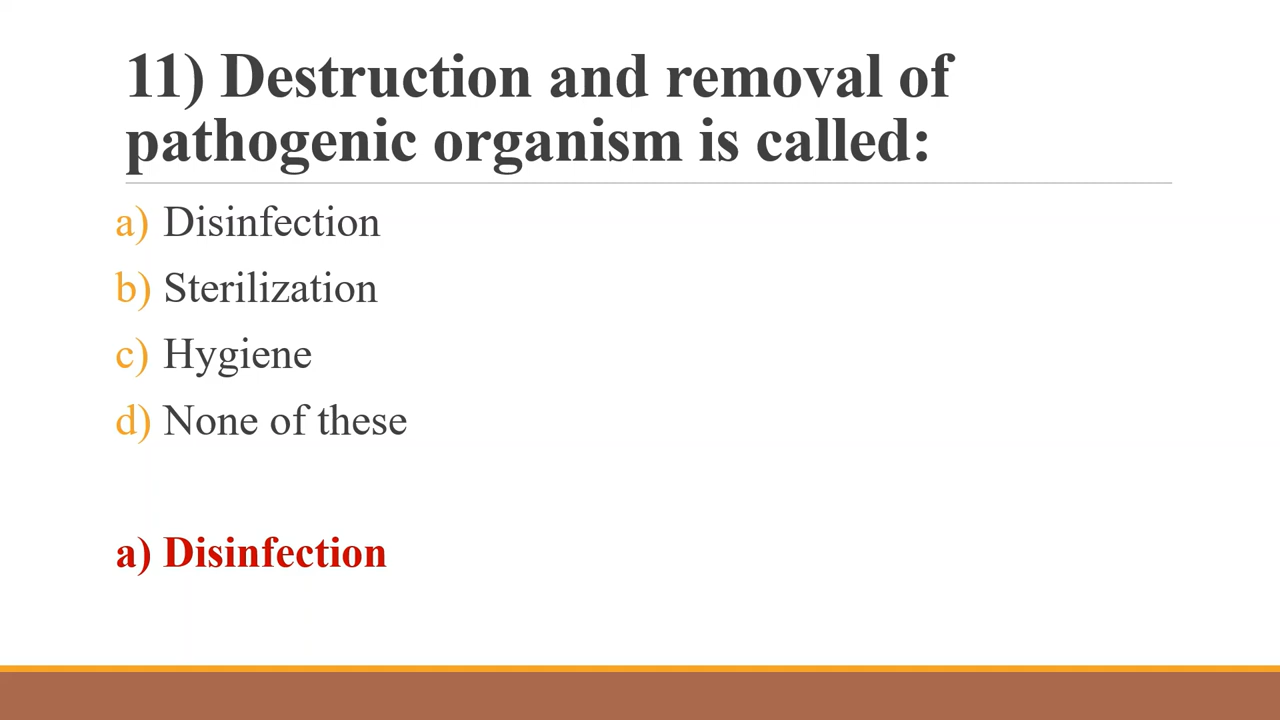 11) Destruction and removal of
pathogenic organism is called:
a) Disinfection
b) Sterilization
c) Hygiene
d) None of these
a) Disinfection